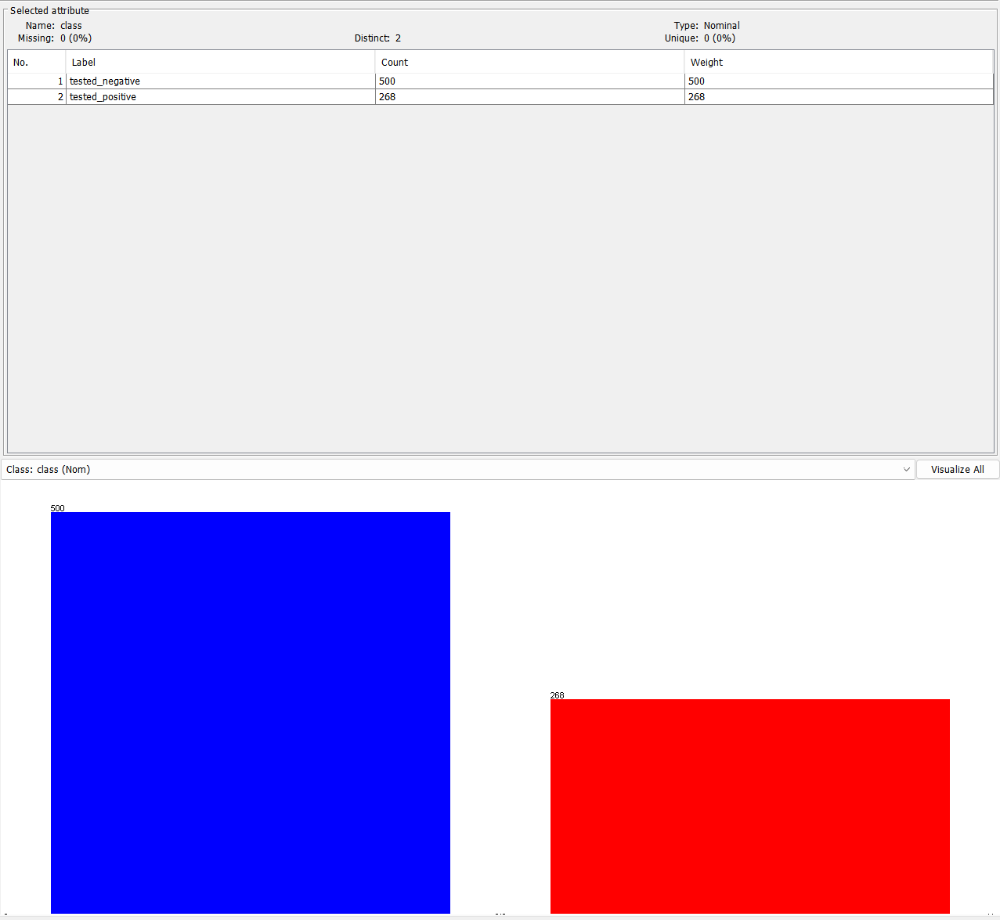 Selected attribute
Name: class Type: Nominal
Missing: 0 (0%) Distinct: 2 Unique: 0 (0%)
No. Label Count Weight
1 tested_negative 500 500
2 tested_positive 268 268
Class: class (Nom) Visualize All
500
268